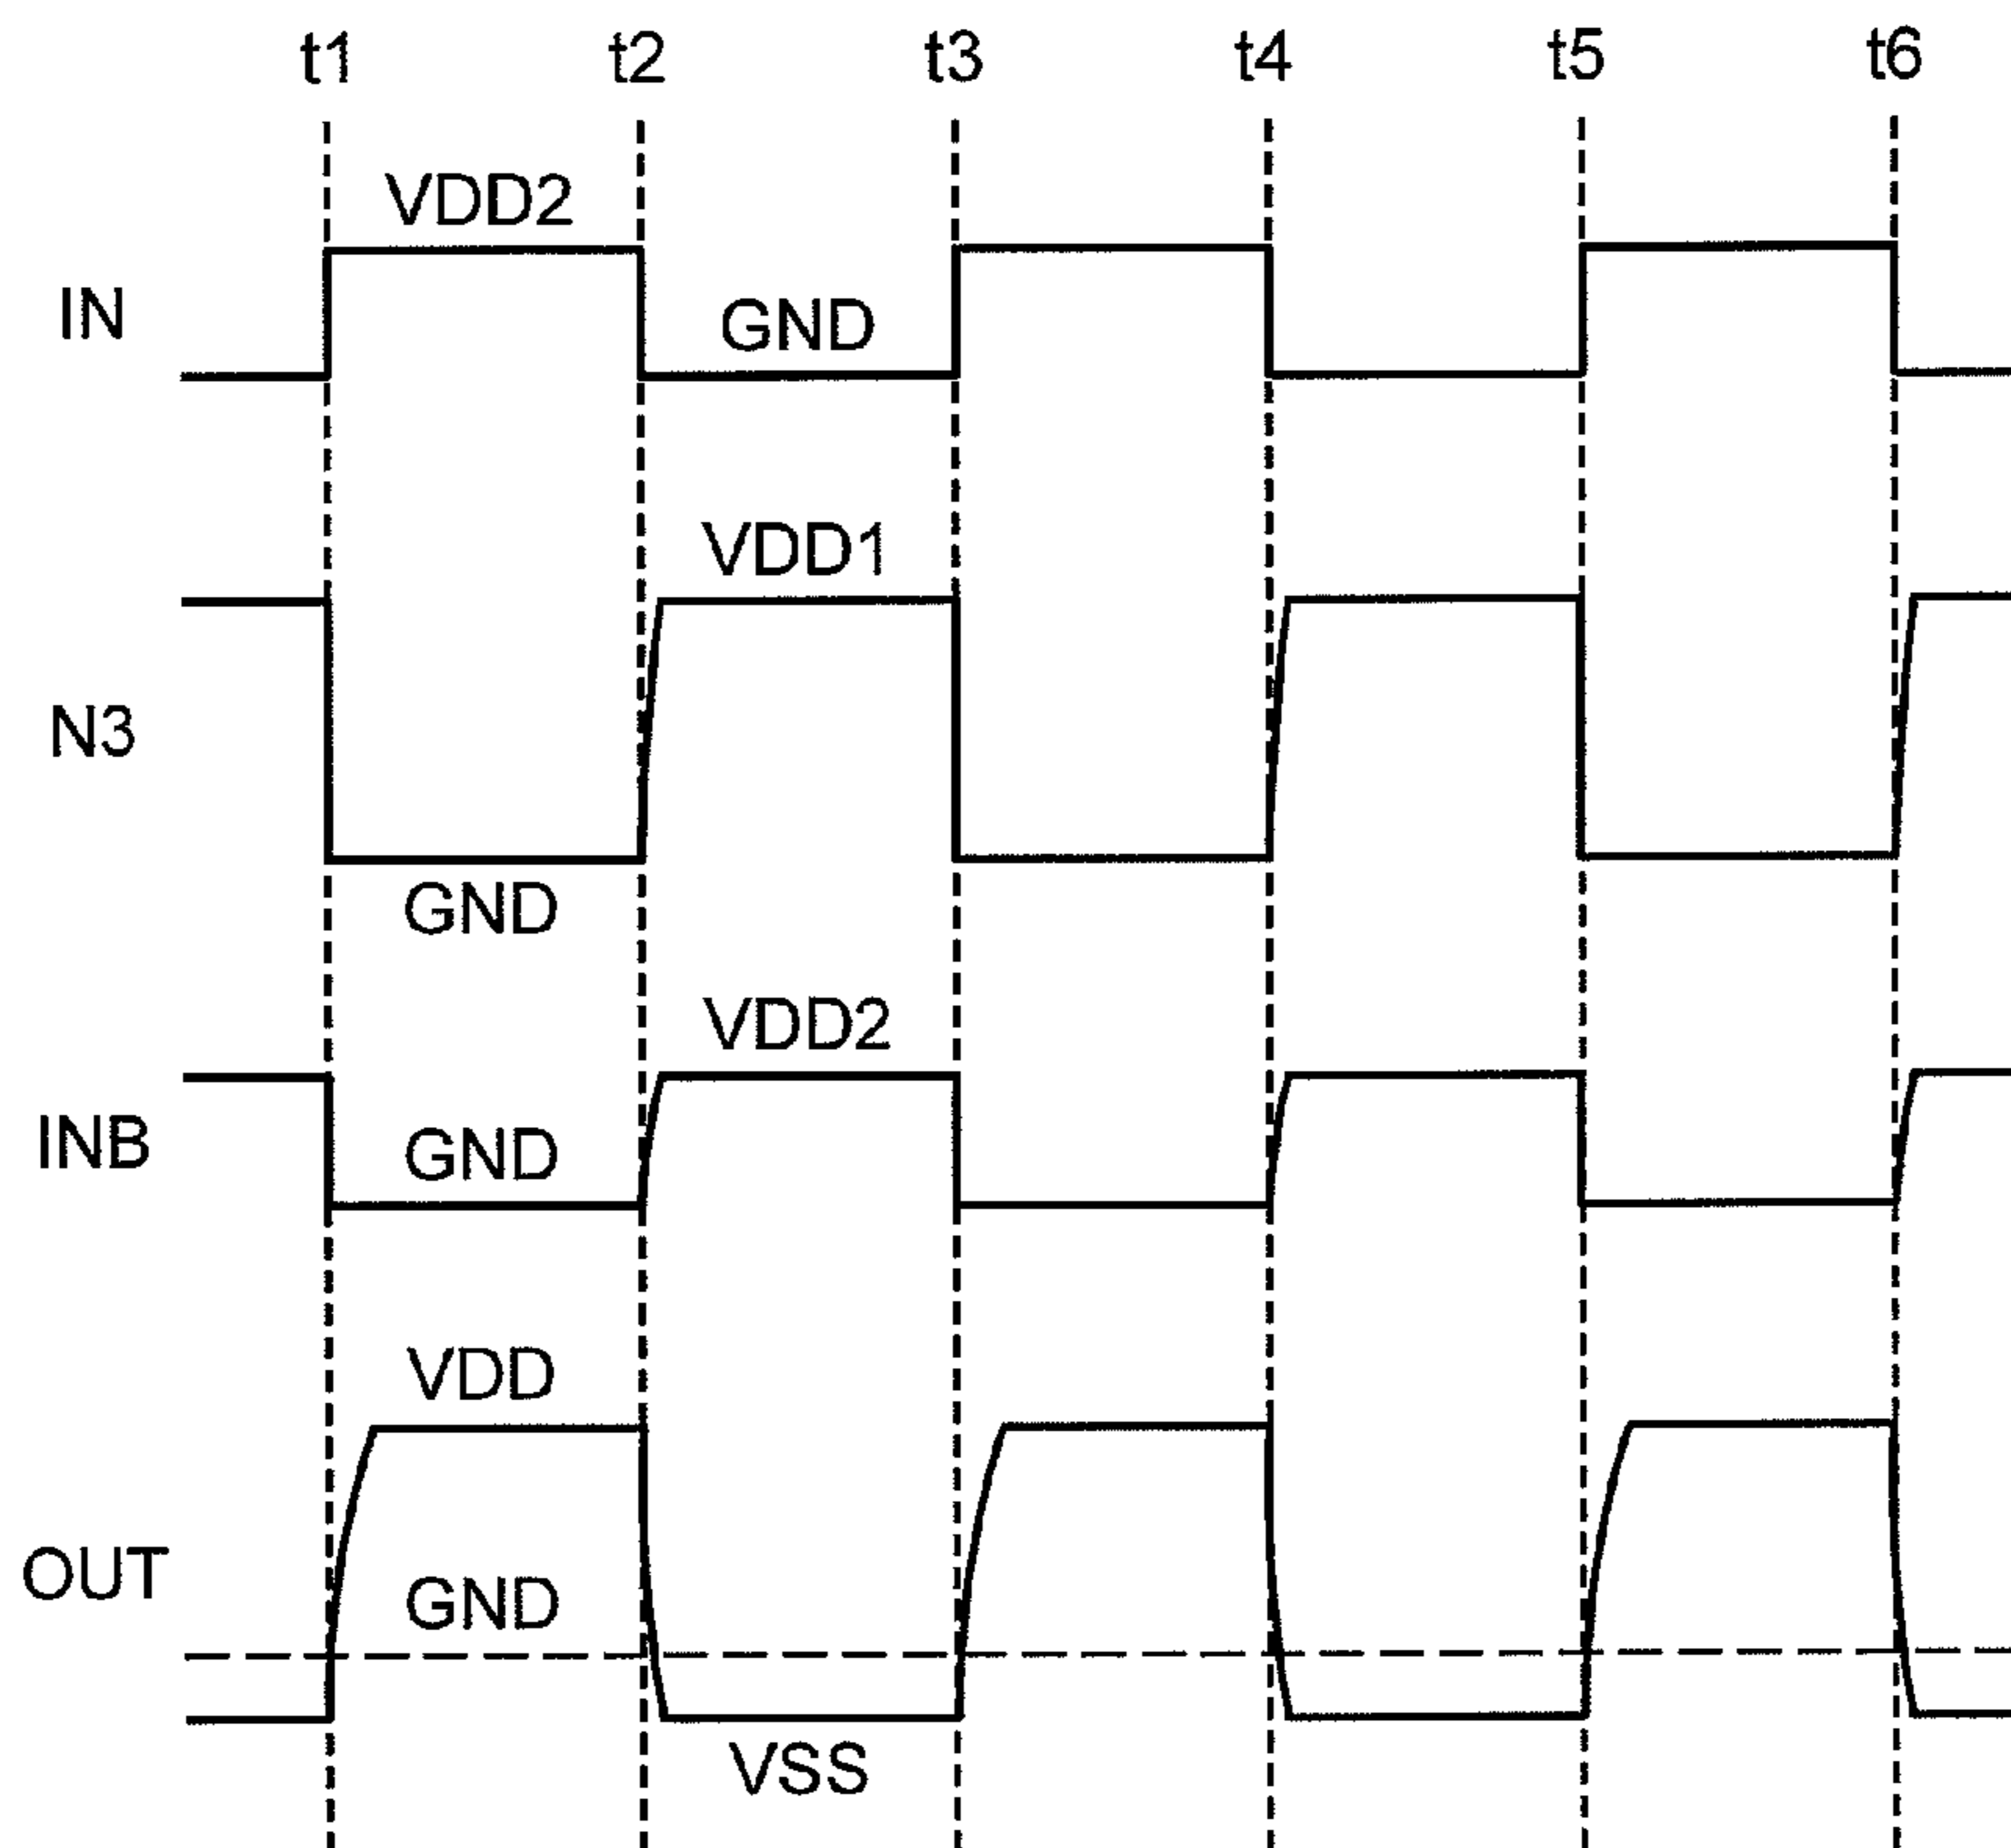 t1 t2 t3 t4 t5 t6
VDD2
IN GND
VDD1
N3
GND
VDD2
INB GND
VDD
OUT GND
VSS